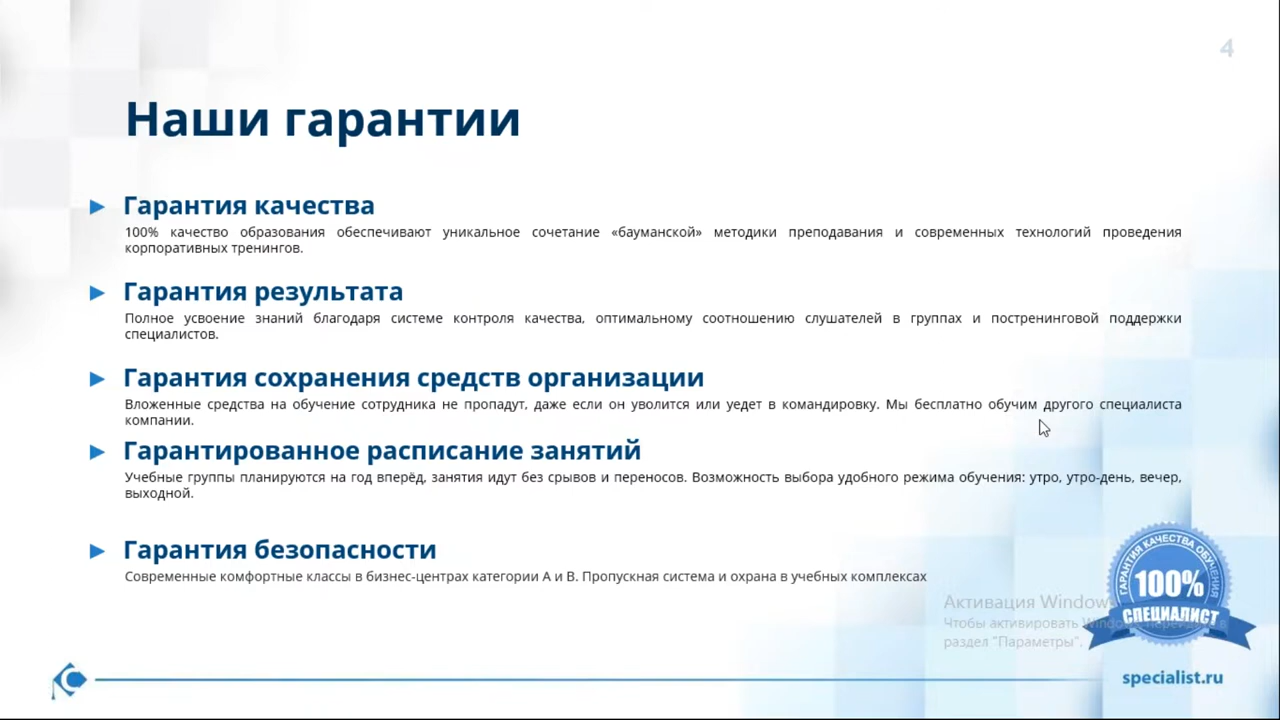 4
Наши гарантии
Гарантия качества
100% качество образования обеспечивают уникальное сочетание «бауманской» методики преподавания и современных технологий проведения
корпоративных тренингов.
Гарантия результата
Полное усвоение знаний благодаря системе контроля качества, оптимальному соотношению слушателей в группах и постренинговой поддержки
специалистов.
Гарантия сохранения средств организации
Вложенные средства на обучение сотрудника не пропадут, даже если он уволится или уедет в командировку. Мы бесплатно обучим другого специалиста
компании.
Гарантированное расписание занятий
Учебные группы планируются на год вперёд, занятия идут без срывов и переносов. Возможность выбора удобного режима обучения: утро, утро-день, вечер,
выходной.
Гарантия безопасности
Современные комфортные классы в бизнес-центрах категории А и В. Пропускная система и охрана в учебных комплексах
ГАРАНТИЯ КАЧЕСТВА ОБУЧЕНИЯ
100%
СПЕЦИАЛИСТ
Активация Windows
Чтобы активировать Windows, перейдите в
раздел "Параметры".
specialist.ru